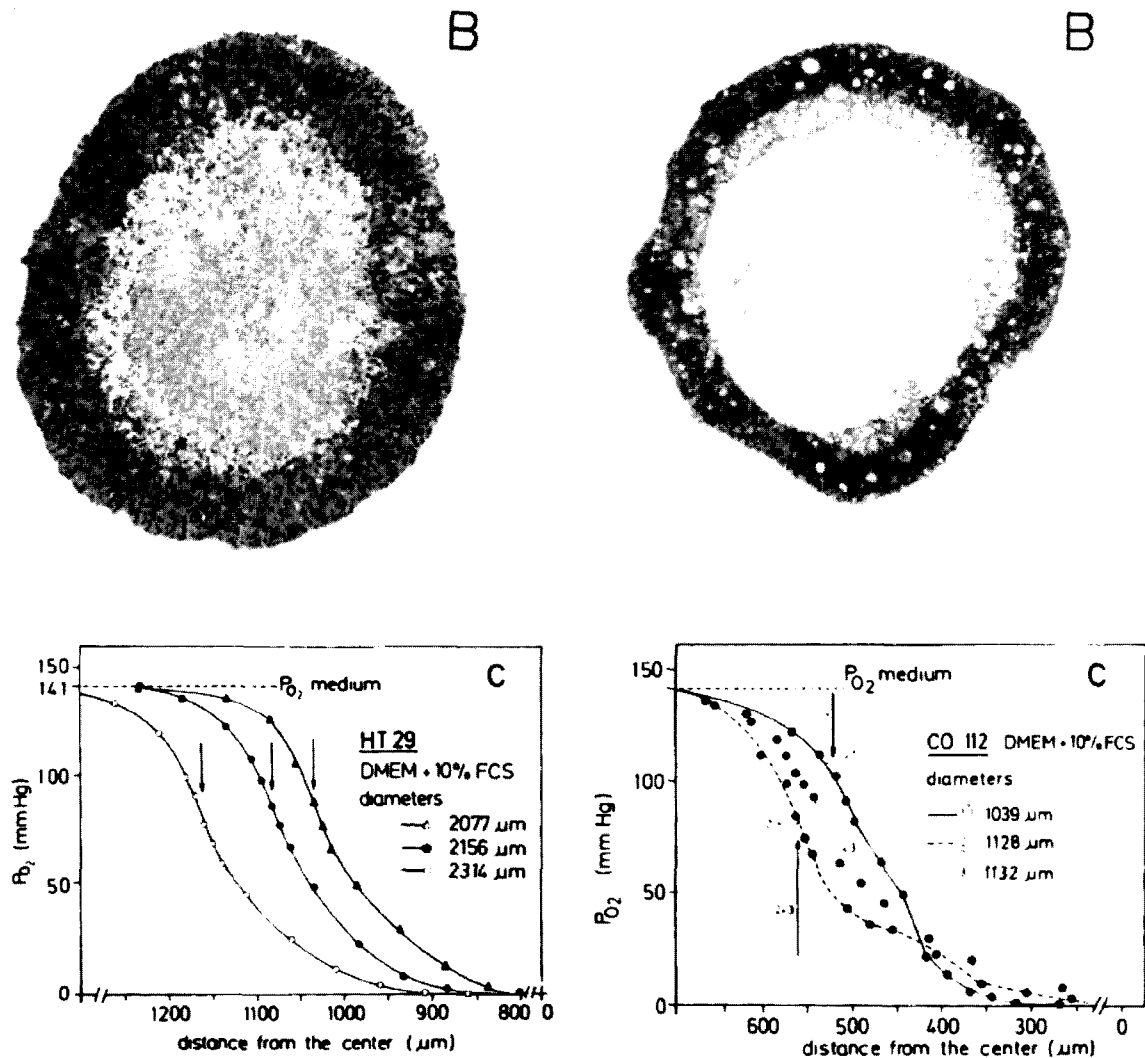 B
B
150
141
100
50
0
PO2 (mm Hg)
PO2 medium
C
HT 29
DMEM + 10% FCS
diameters
2077 µm
2156 µm
2314 µm
1200
1100
1000
900
800
0
distance from the center (µm)
150
100
50
0
PO2 (mm Hg)
PO2 medium
C
CO 112 DMEM + 10% FCS
diameters
1039 µm
1128 µm
1132 µm
600
500
400
300
0
distance from the center (µm)